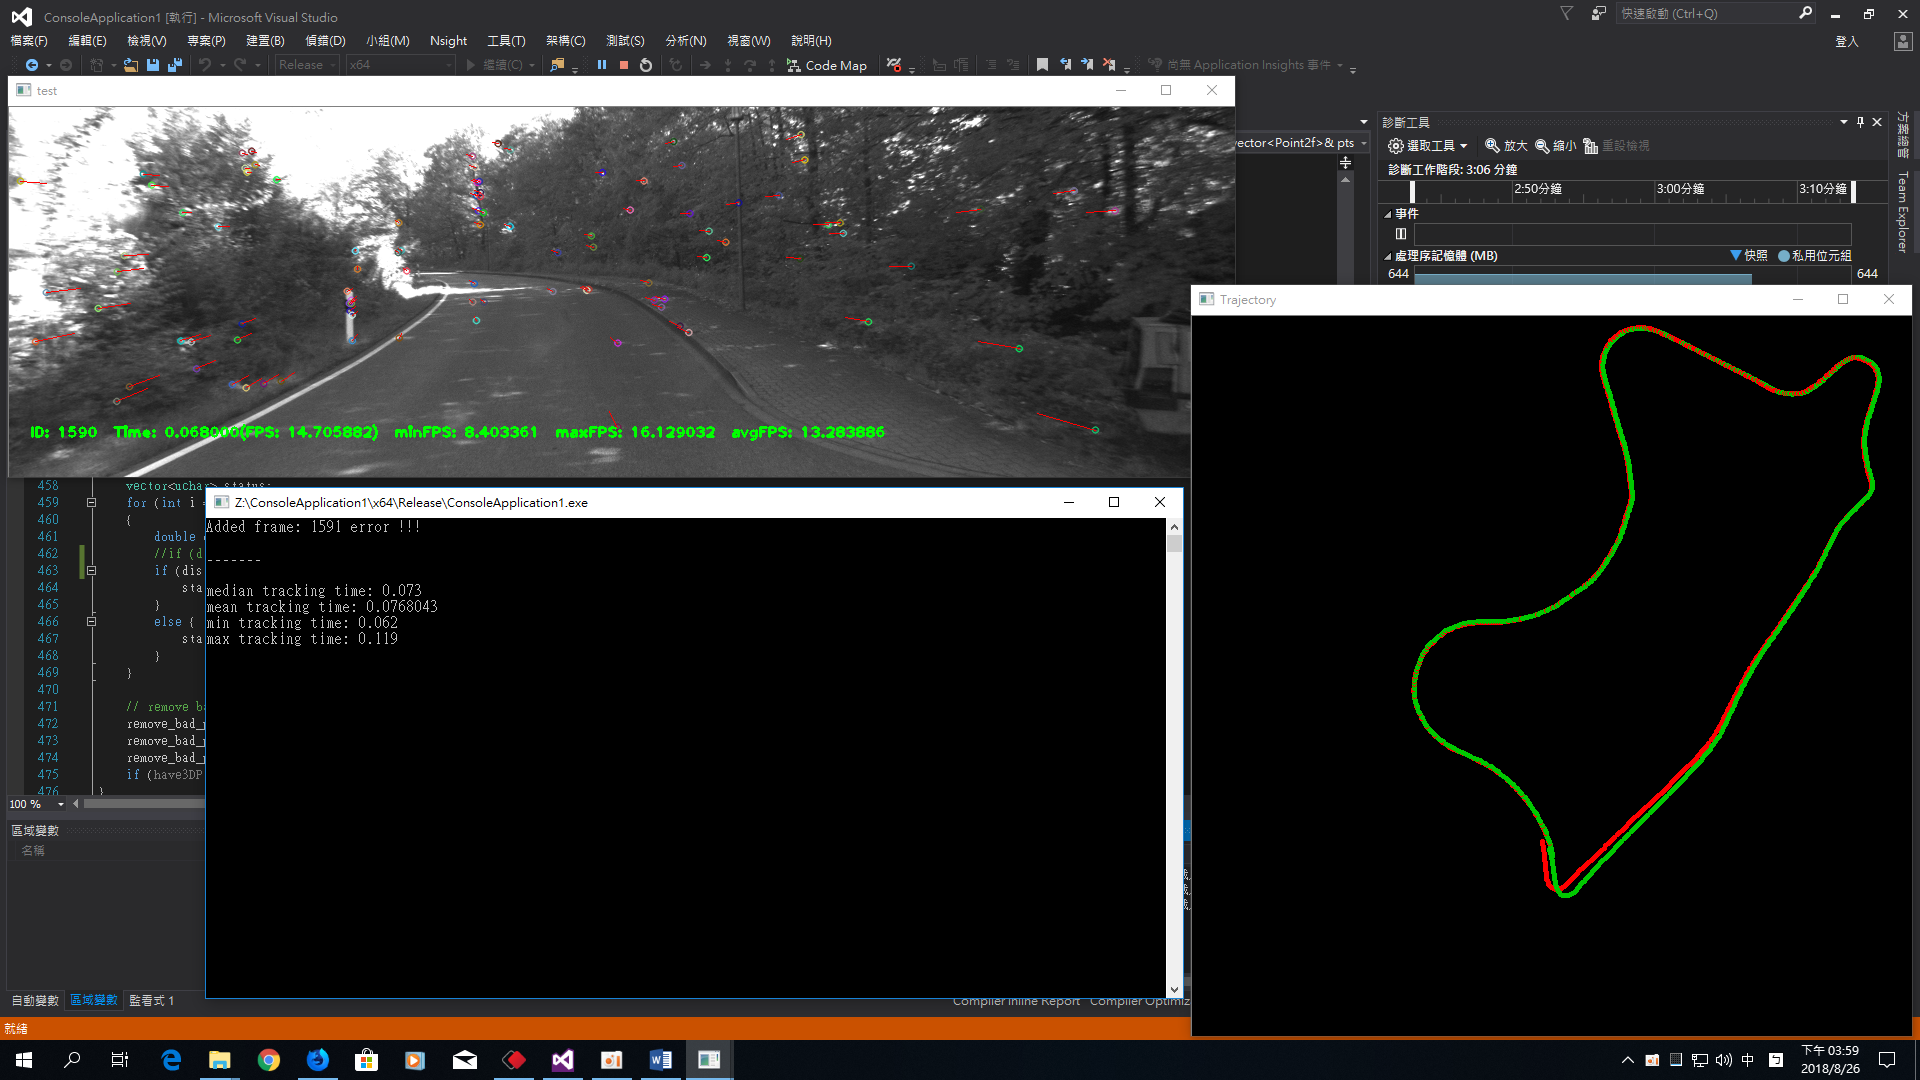 ConsoleApplication1 [執行] - Microsoft Visual Studio
快速啟動 (Ctrl+Q)
檔案(F) 編輯(E) 檢視(V) 專案(P) 建置(B) 偵錯(D) 小組(M) Nsight 工具(T) 架構(C) 測試(S) 分析(N) 視窗(W) 說明(H)
登入
Release x64 繼續(C) Code Map 尚無 Application Insights 事件
test
ID: 1590 Time: 0.068000(FPS: 14.705882) minFPS: 8.403361 maxFPS: 16.129032 avgFPS: 13.283886
vector<Point2f>& pts
診斷工具
選取工具 放大 縮小 重設檢視
診斷工作階段: 3:06 分鐘
2:50分鐘 3:00分鐘 3:10分鐘
事件
處理序記憶體 (MB) 快照 私用位元組
644 644
方案總管
Team Explorer
Trajectory
458 vector<uchar> status;
459 for (int i =
460 {
461 double
462 //if (d
463 if (dis
464 sta
465 }
466 else {
467 sta
468 }
469 }
470
471 // remove ba
472 remove_bad_p
473 remove_bad_p
474 remove_bad_p
475 if (have3DP
476 }
100 %
Z:\ConsoleApplication1\x64\Release\ConsoleApplication1.exe
Added frame: 1591 error !!!
-------
median tracking time: 0.073
mean tracking time: 0.0768043
min tracking time: 0.062
max tracking time: 0.119
區域變數
名稱
自動變數 區域變數 監看式 1
Compiler Inline Report Compiler Optimiz
就緒
中
下午 03:59
2018/8/26